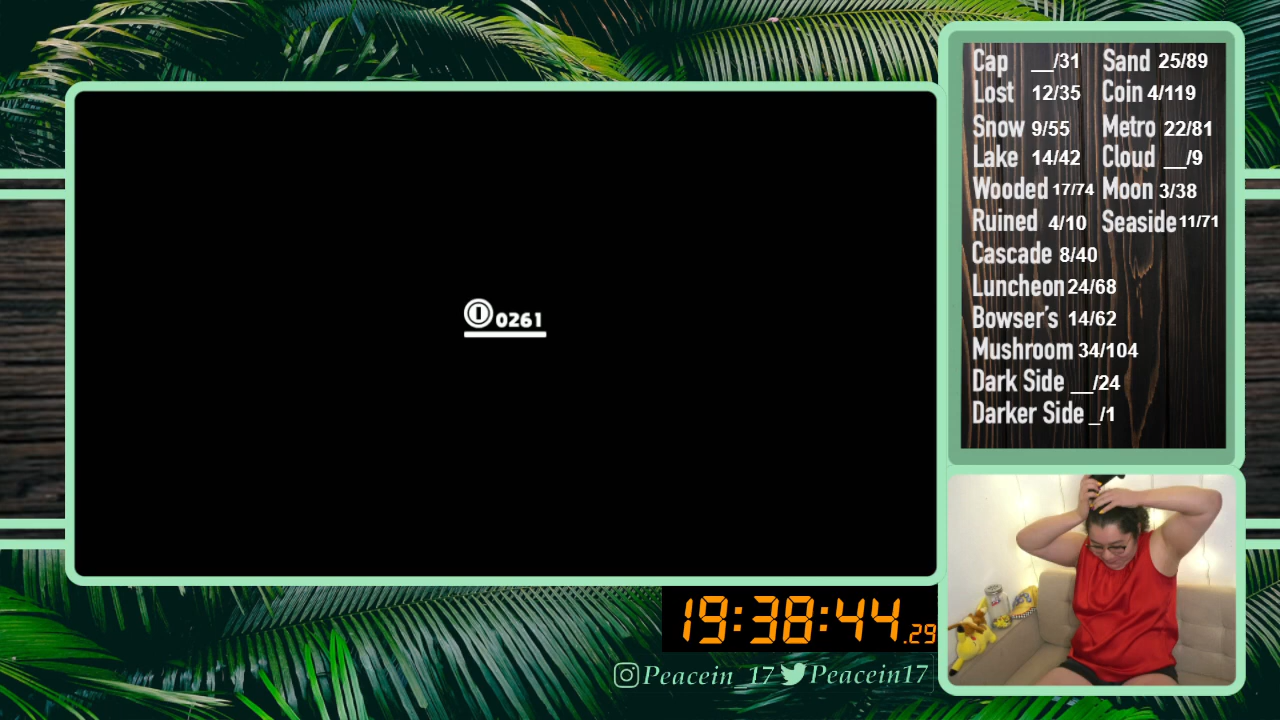 Cap __/31 Sand 25/89
Lost 12/35 Coin 4/119
Snow 9/55 Metro 22/81
Lake 14/42 Cloud __/9
Wooded 17/74 Moon 3/38
Ruined 4/10 Seaside 11/71
Cascade 8/40
Luncheon 24/68
Bowser's 14/62
Mushroom 34/104
Dark Side __/24
Darker Side _/1
0261
19:38:44.29
Peacein_17 Peacein17